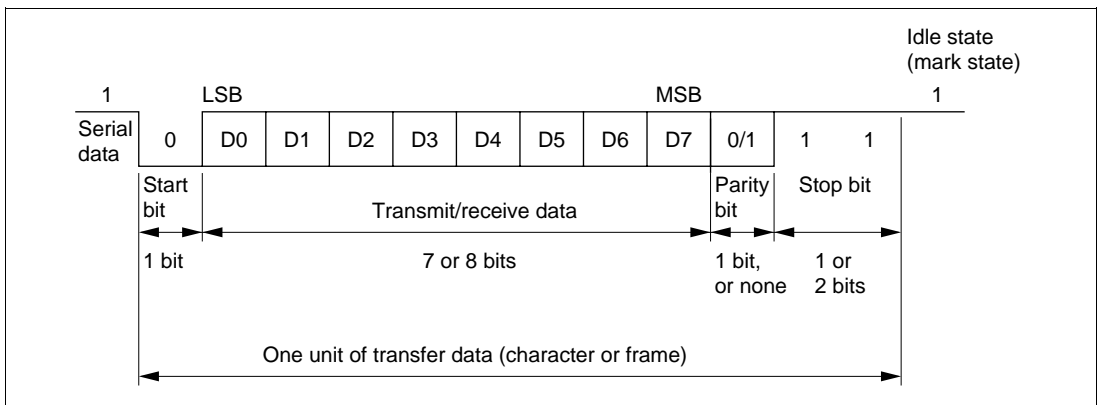 Idle state
(mark state)
1 LSB MSB 1
Serial
data
0 D0 D1 D2 D3 D4 D5 D6 D7 0/1 1 1
Start
bit
Transmit/receive data
Parity
bit
Stop bit
1 bit
7 or 8 bits
1 bit,
or none
1 or
2 bits
One unit of transfer data (character or frame)